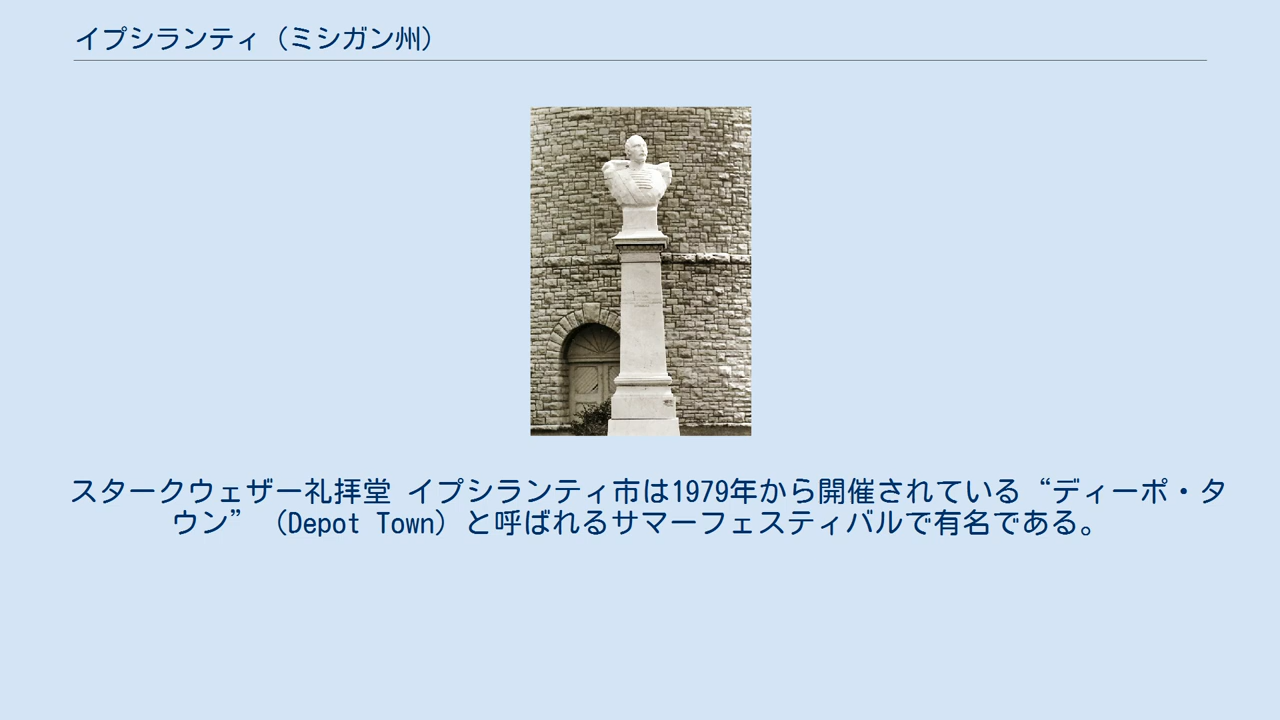 イプシランティ（ミシガン州）
スタークウェザー礼拝堂 イプシランティ市は1979年から開催されている“ディーポ・タ
ウン”（Depot Town）と呼ばれるサマーフェスティバルで有名である。